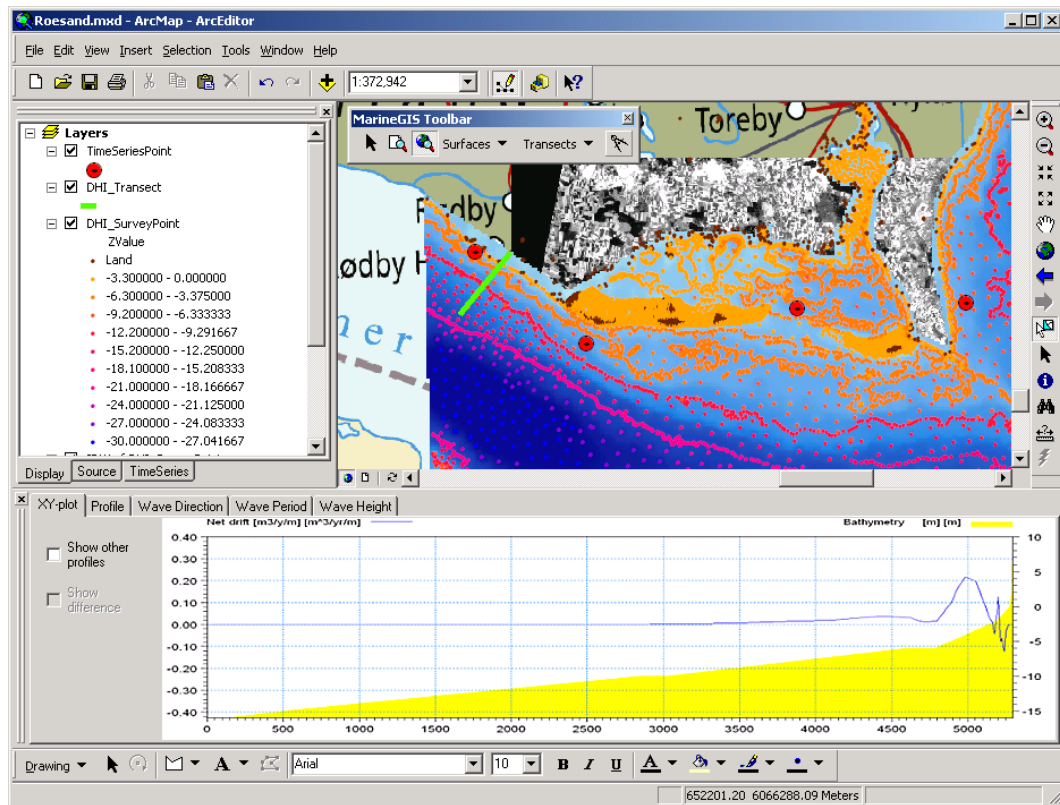 Roesand.mxd - ArcMap - ArcEditor
File Edit View Insert Selection Tools Window Help
1:372,942
Layers
TimeSeriesPoint
DHI_Transect
DHI_SurveyPoint
ZValue
Land
-3.300000 - 0.000000
-6.300000 - -3.375000
-9.200000 - -6.333333
-12.200000 - -9.291667
-15.200000 - -12.250000
-18.100000 - -15.208333
-21.000000 - -18.166667
-24.000000 - -21.125000
-27.000000 - -24.083333
-30.000000 - -27.041667
Display Source TimeSeries
MarineGIS Toolbar
Surfaces Transects
Toreby
ødby H
mer
XY-plot Profile Wave Direction Wave Period Wave Height
Show other
profiles
Show
difference
Net drift [m3/y/m] [m^3/yr/m]
Bathymetry [m] [m]
0.40
0.30
0.20
0.10
0.00
-0.10
-0.20
-0.30
-0.40
10
5
0
-5
-10
-15
0 500 1000 1500 2000 2500 3000 3500 4000 4500 5000
Drawing A Arial 10 B I U A
652201.20 6066288.09 Meters